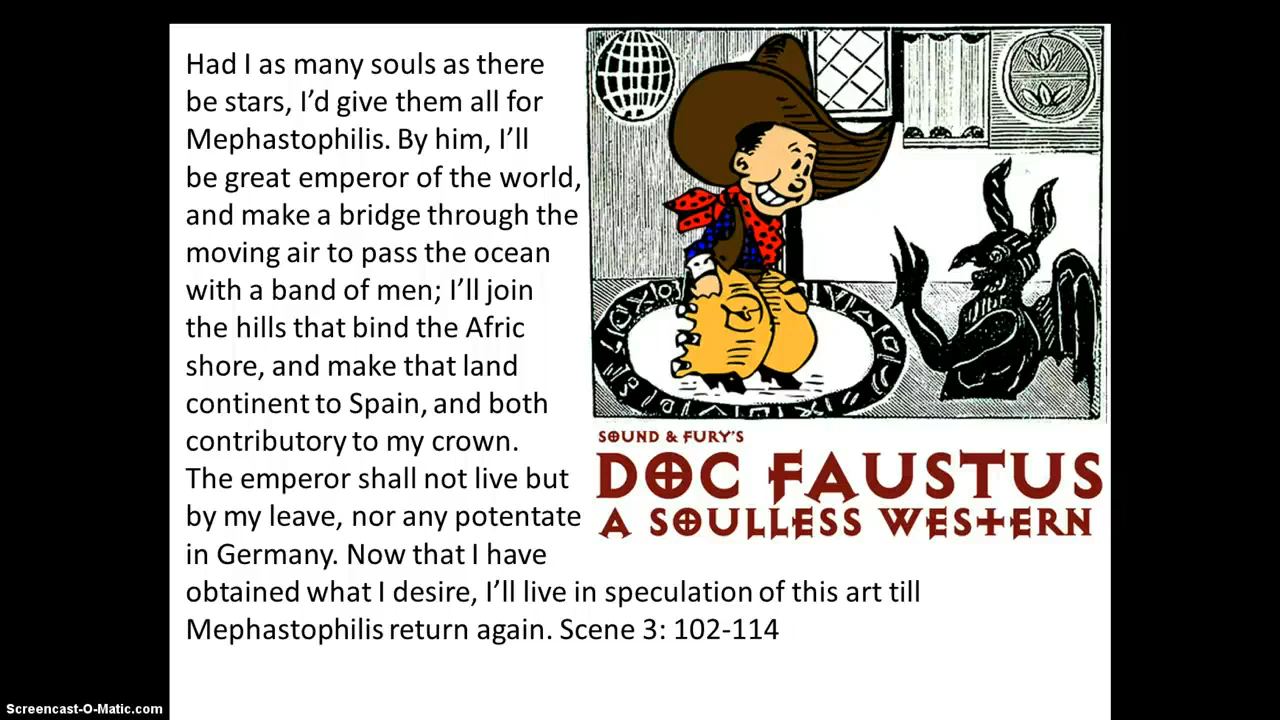 Had I as many souls as there
be stars, I’d give them all for
Mephastophilis. By him, I’ll
be great emperor of the world,
and make a bridge through the
moving air to pass the ocean
with a band of men; I’ll join
the hills that bind the Afric
shore, and make that land
continent to Spain, and both
contributory to my crown.
The emperor shall not live but
by my leave, nor any potentate
in Germany. Now that I have
obtained what I desire, I’ll live in speculation of this art till
Mephastophilis return again. Scene 3: 102-114
SOUND & FURY'S
DOC FAUSTUS
A SOULLESS WESTERN
Screencast-O-Matic.com